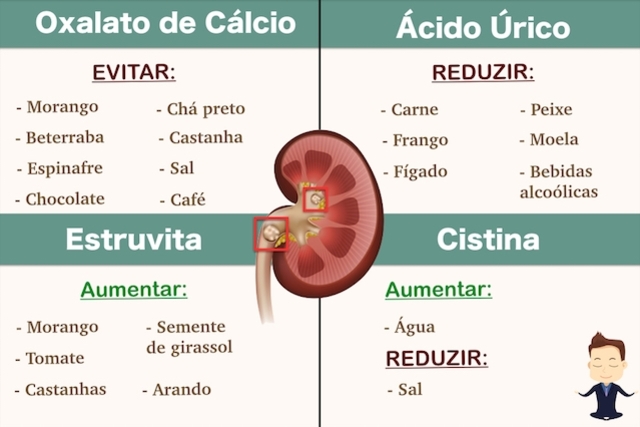 Oxalato de Cálcio
EVITAR:
- Morango
- Beterraba
- Espinafre
- Chocolate
- Chá preto
- Castanha
- Sal
- Café
Ácido Úrico
REDUZIR:
- Carne
- Frango
- Fígado
- Peixe
- Moela
- Bebidas
alcoólicas
Estruvita
Aumentar:
- Morango
- Tomate
- Castanhas
- Semente
de girassol
- Arando
Cistina
Aumentar:
- Água
REDUZIR:
- Sal